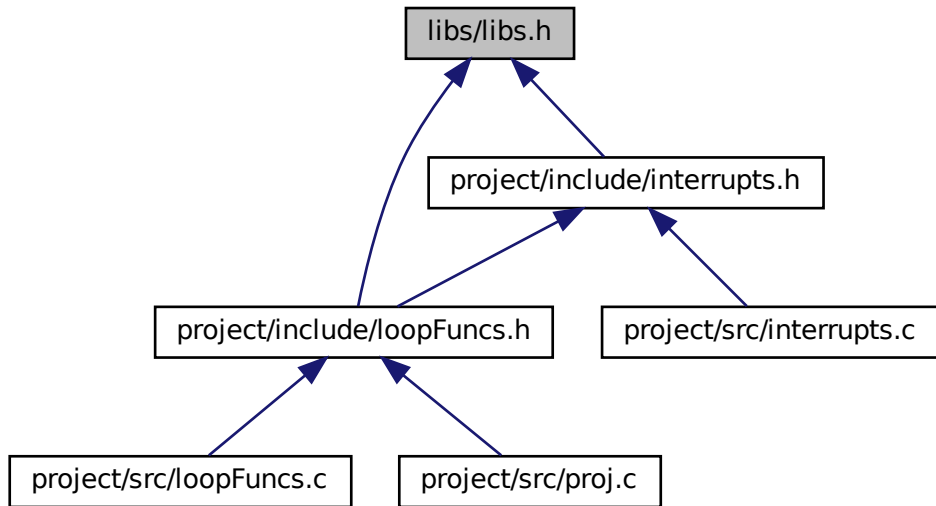 libs/libs.h
project/include/interrupts.h
project/include/loopFuncs.h
project/src/interrupts.c
project/src/loopFuncs.c
project/src/proj.c